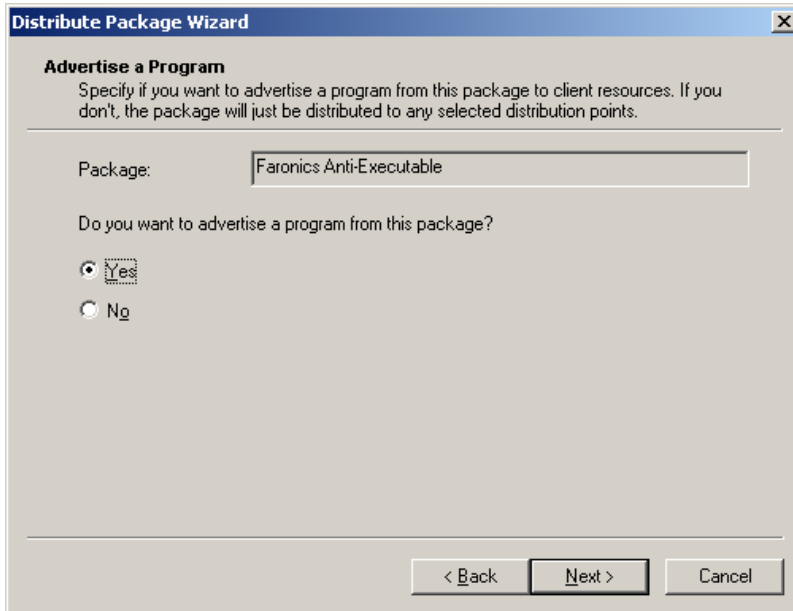 Distribute Package Wizard
Advertise a Program
Specify if you want to advertise a program from this package to client resources. If you
don't, the package will just be distributed to any selected distribution points.
Package: Faronics Anti-Executable
Do you want to advertise a program from this package?
Yes
No
< Back Next > Cancel